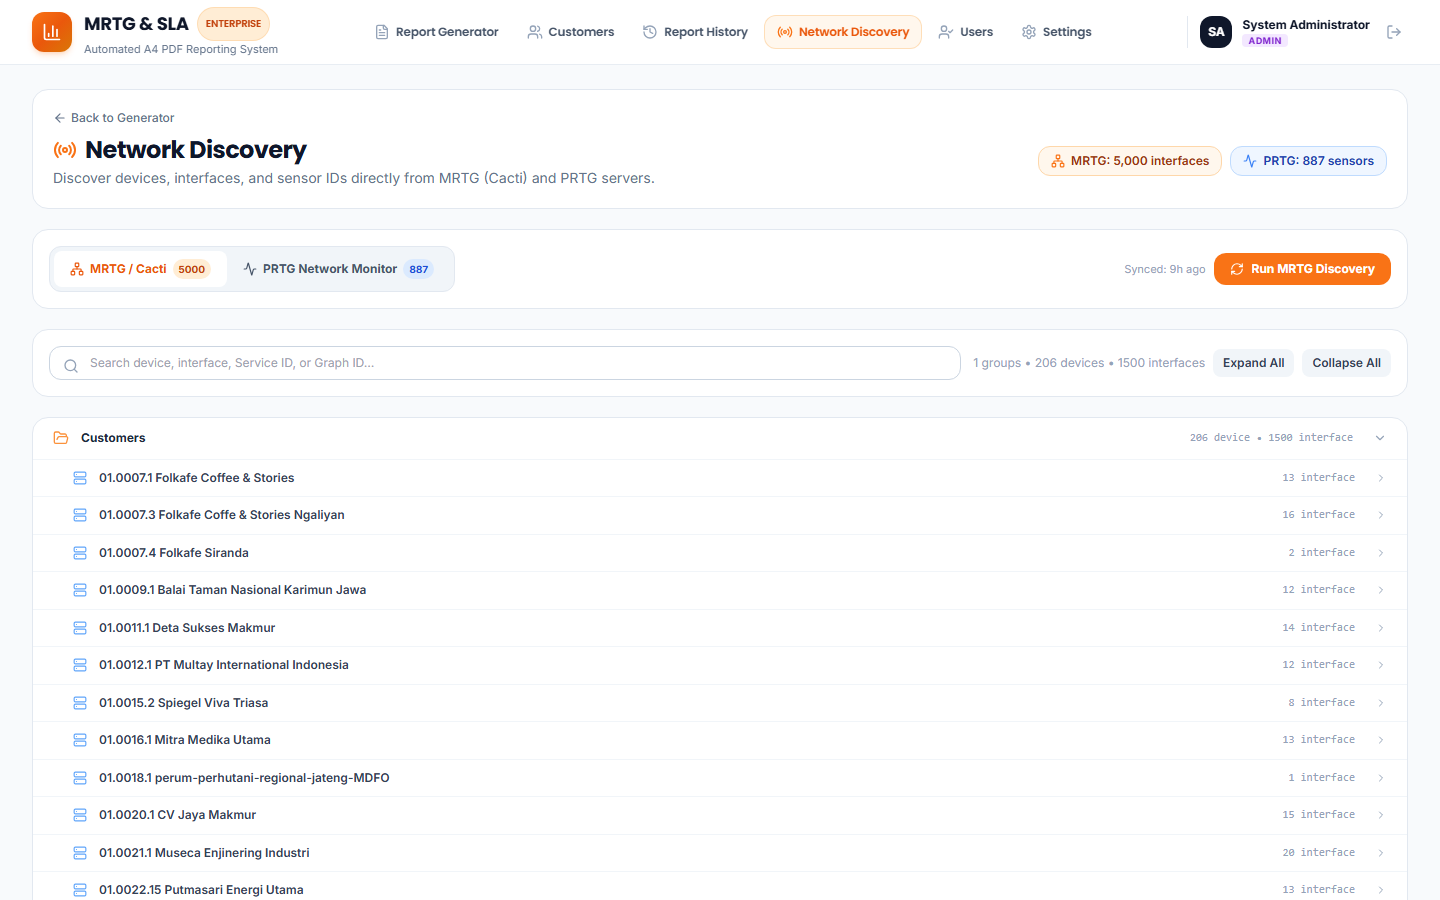 MRTG & SLA ENTERPRISE
Automated A4 PDF Reporting System
Report Generator
Customers
Report History
Network Discovery
Users
Settings
SA
System Administrator
ADMIN
Back to Generator
Network Discovery
Discover devices, interfaces, and sensor IDs directly from MRTG (Cacti) and PRTG servers.
MRTG: 5,000 interfaces
PRTG: 887 sensors
MRTG / Cacti 5000
PRTG Network Monitor 887
Synced: 9h ago
Run MRTG Discovery
Search device, interface, Service ID, or Graph ID...
1 groups • 206 devices • 1500 interfaces
Expand All
Collapse All
Customers 206 device • 1500 interface
01.0007.1 Folkafe Coffee & Stories 13 interface
01.0007.3 Folkafe Coffe & Stories Ngaliyan 16 interface
01.0007.4 Folkafe Siranda 2 interface
01.0009.1 Balai Taman Nasional Karimun Jawa 12 interface
01.0011.1 Deta Sukses Makmur 14 interface
01.0012.1 PT Multay International Indonesia 12 interface
01.0015.2 Spiegel Viva Triasa 8 interface
01.0016.1 Mitra Medika Utama 13 interface
01.0018.1 perum-perhutani-regional-jateng-MDFO 1 interface
01.0020.1 CV Jaya Makmur 15 interface
01.0021.1 Museca Enjinering Industri 20 interface
01.0022.15 Putmasari Energi Utama 13 interface